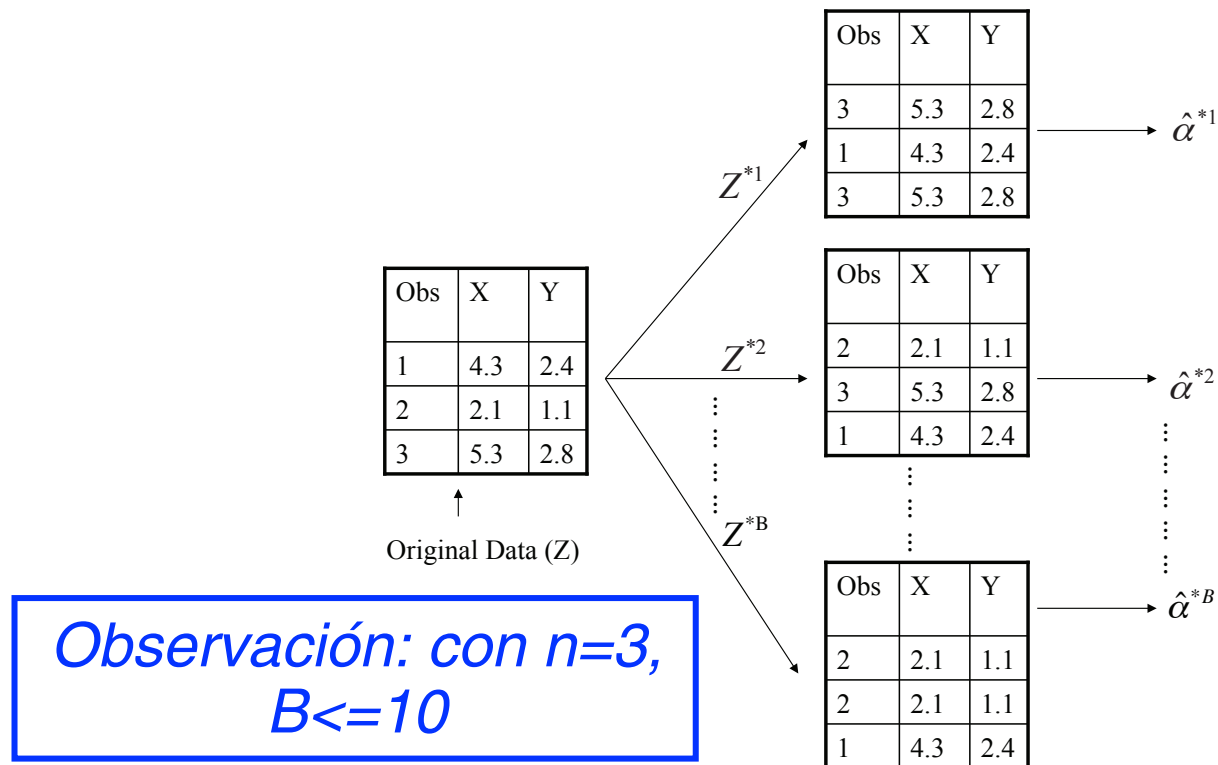 Obs X Y
3 5.3 2.8
1 4.3 2.4
3 5.3 2.8
α̂*1
Z*1
Obs X Y
1 4.3 2.4
2 2.1 1.1
3 5.3 2.8
Original Data (Z)
Z*2
Obs X Y
2 2.1 1.1
3 5.3 2.8
1 4.3 2.4
α̂*2
Z*B
Obs X Y
2 2.1 1.1
2 2.1 1.1
1 4.3 2.4
α̂*B
Observación: con n=3,
B<=10